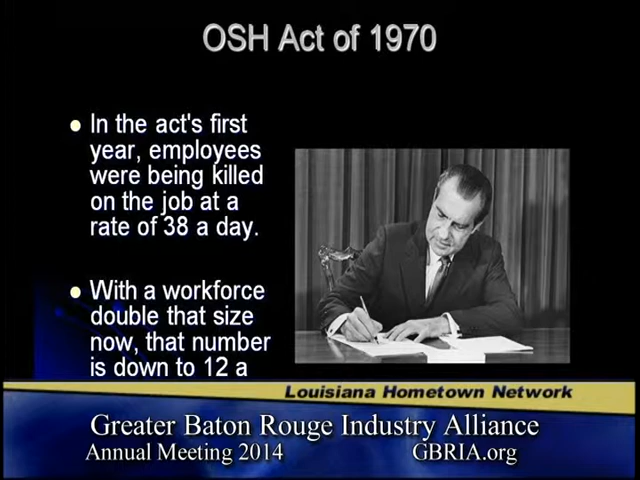 OSH Act of 1970
In the act's first
year, employees
were being killed
on the job at a
rate of 38 a day.
With a workforce
double that size
now, that number
is down to 12 a
Louisiana Hometown Network
Greater Baton Rouge Industry Alliance
Annual Meeting 2014
GBRIA.org